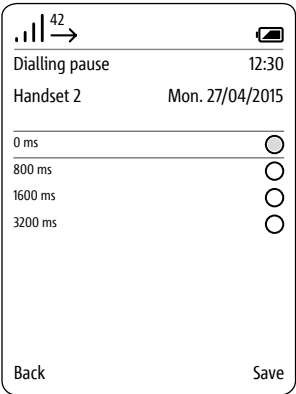 42
Dialling pause 12:30
Handset 2 Mon. 27/04/2015
0 ms
800 ms
1600 ms
3200 ms
Back Save